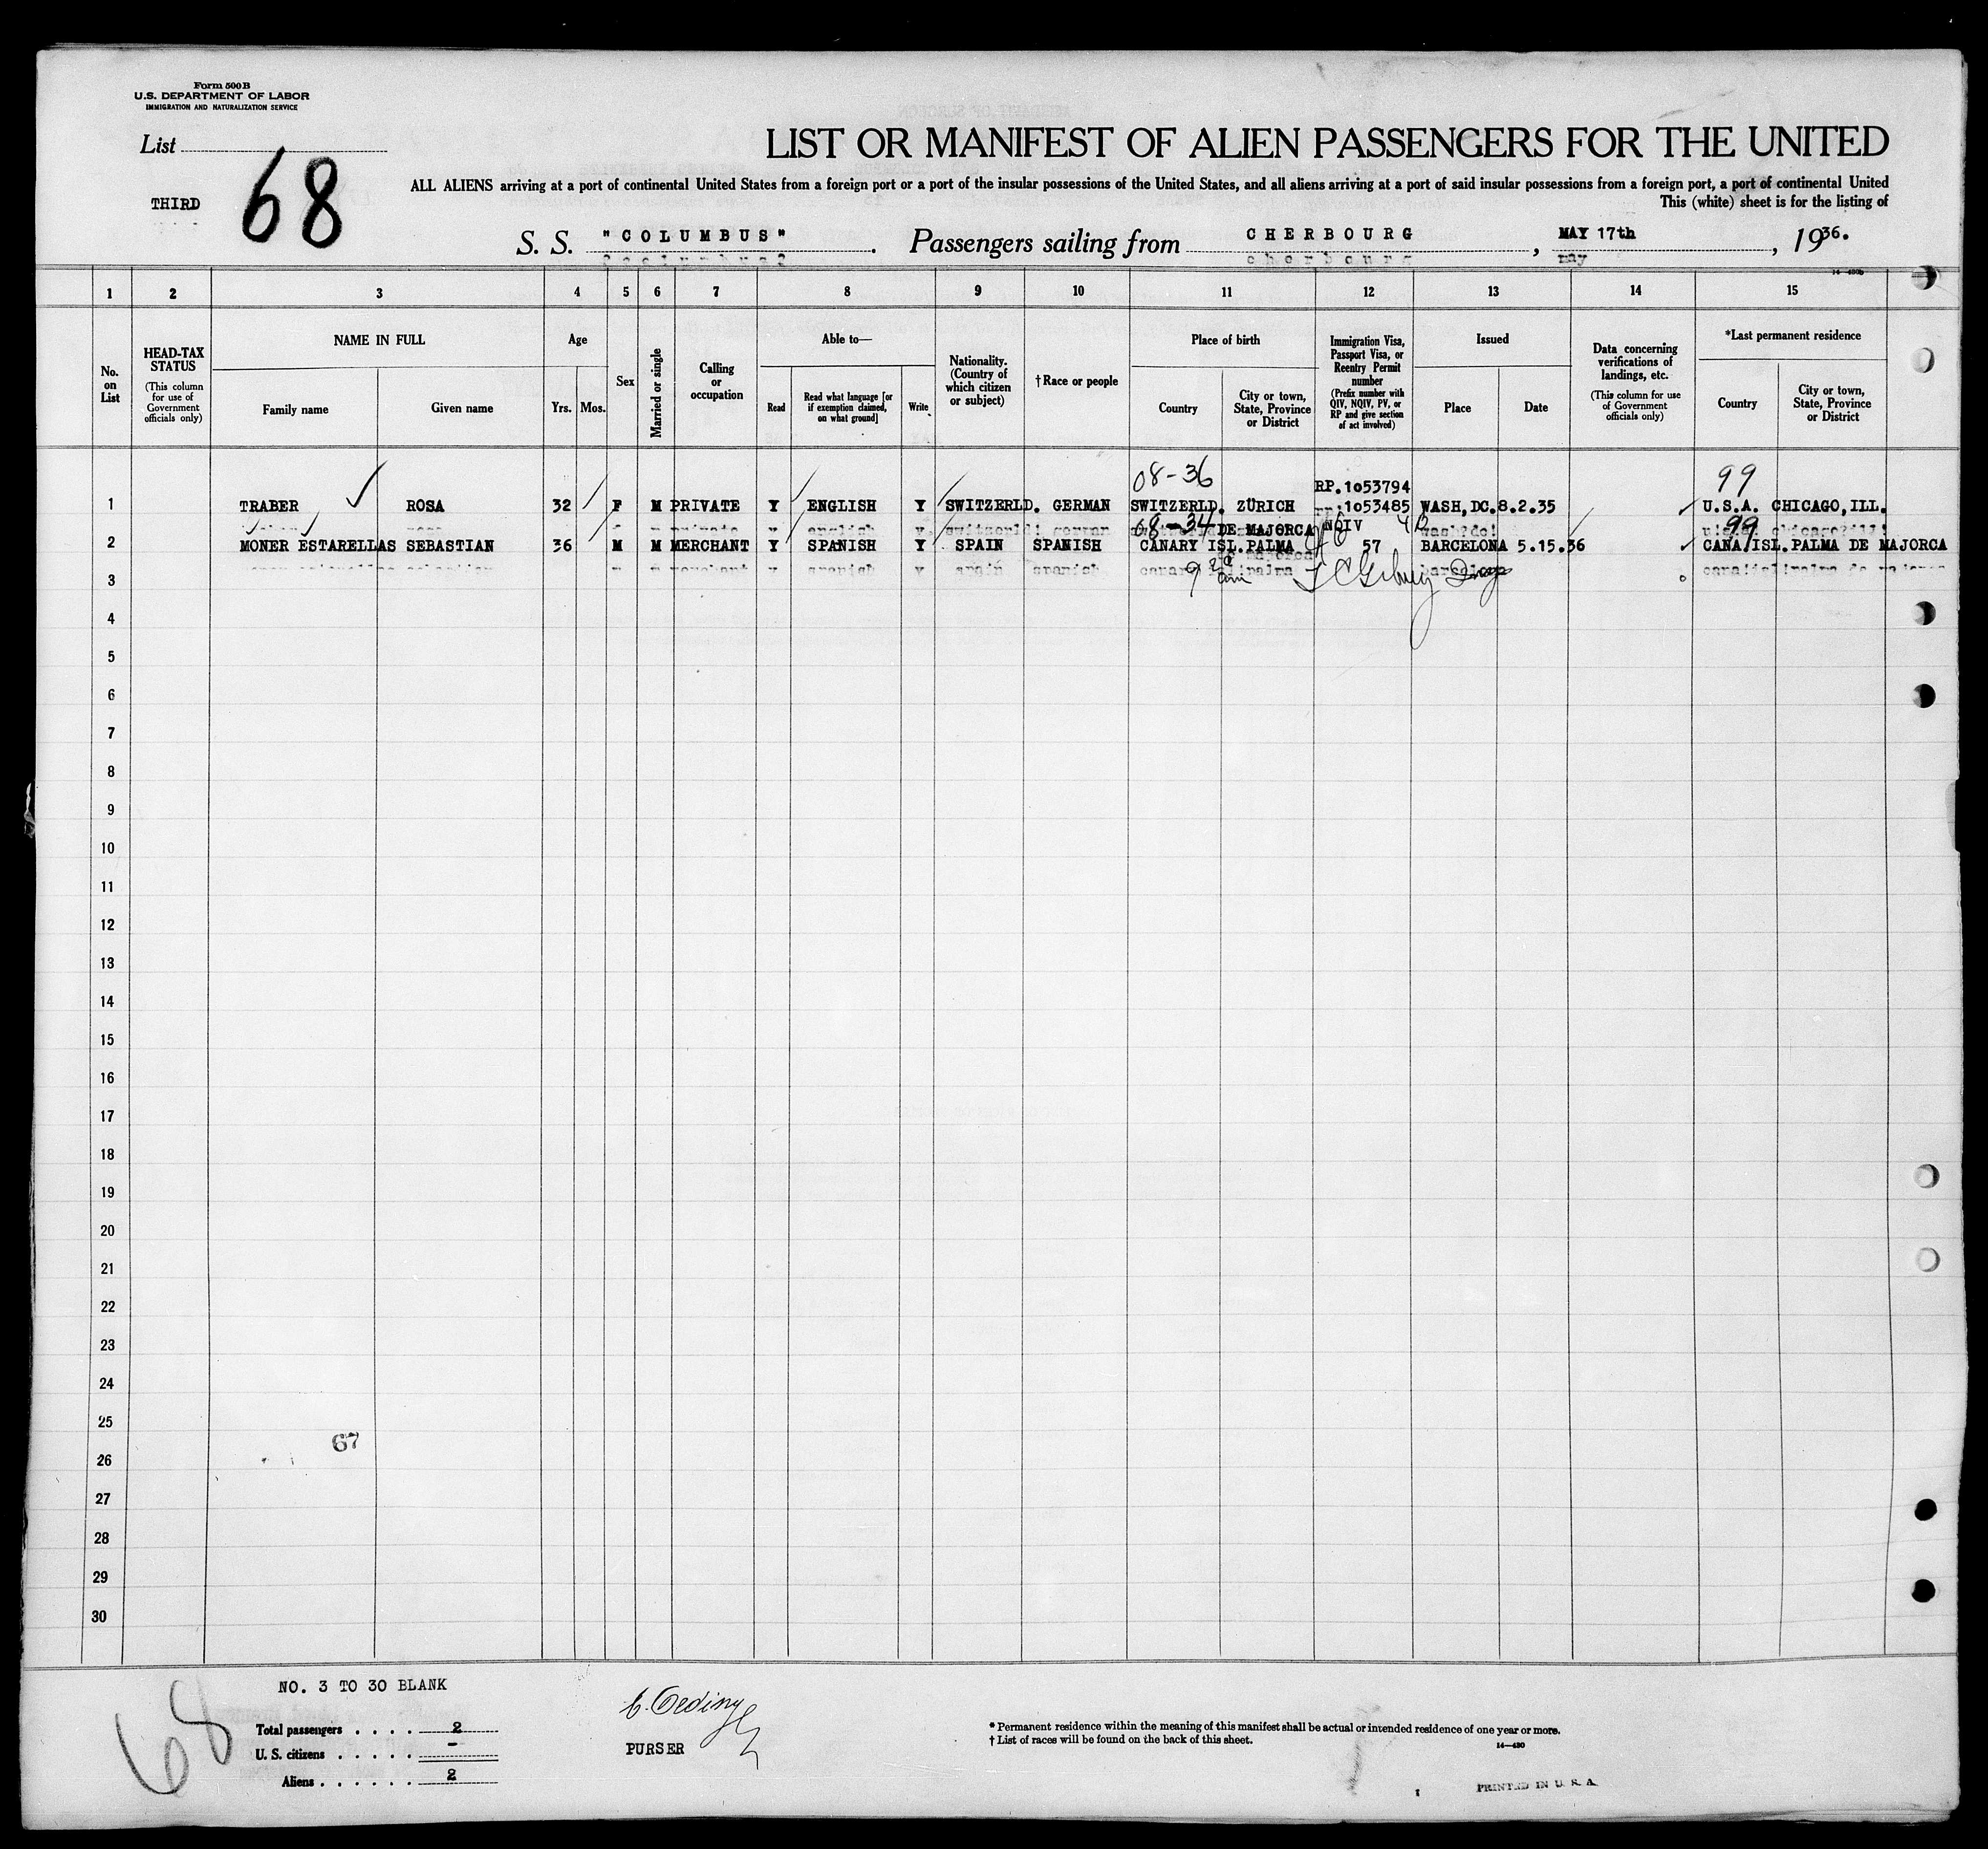 Form 500B
U.S. DEPARTMENT OF LABOR
IMMIGRATION AND NATURALIZATION SERVICE
List
68
THIRD
LIST OR MANIFEST OF ALIEN PASSENGERS FOR THE UNITED
ALL ALIENS arriving at a port of continental United States from a foreign port or a port of the insular possessions of the United States, and all aliens arriving at a port of said insular possessions from a foreign port, a port of continental United
This (white) sheet is for the listing of
S. S. "COLUMBUS". Passengers sailing from CHERBOURG, MAY 17th, 1936.
14—480b
1 2 3 4 5 6 7 8 9 10 11 12 13 14 15
No. on List
HEAD-TAX STATUS (This column for use of Government officials only)
NAME IN FULL Family name Given name
Age Yrs. Mos.
Sex
Married or single
Calling or occupation
Able to— Read Read what language [or if exemption claimed, on what ground] Write
Nationality. (Country of which citizen or subject)
†Race or people
Place of birth Country City or town, State, Province or District
Immigration Visa, Passport Visa, or Reentry Permit number (Prefix number with QIV, NQIV, PV, or RP and give section of act involved)
Issued Place Date
Data concerning verifications of landings, etc. (This column for use of Government officials only)
*Last permanent residence Country City or town, State, Province or District
08-36 99
RP.1053794
1 TRABER ROSA 32 F M PRIVATE Y ENGLISH Y SWITZERLD. GERMAN SWITZERLD. ZÜRICH 1053485 WASH,DC. 8.2.35 U.S.A. CHICAGO,ILL.
08-34 DE MAJORCA NQIV 99
2 MONER ESTARELLAS SEBASTIAN 36 M M MERCHANT Y SPANISH Y SPAIN SPANISH CANARY ISL. PALMA 57 BARCELONA 5.15.36 CANA.ISL. PALMA DE MAJORCA
3
4
5
6
7
8
9
10
11
12
13
14
15
16
17
18
19
20
21
22
23
24
25
67
26
27
28
29
30
NO. 3 TO 30 BLANK
68
Total passengers . . . . 2
U. S. citizens . . . . . -
Aliens . . . . . . 2
PURSER
* Permanent residence within the meaning of this manifest shall be actual or intended residence of one year or more.
† List of races will be found on the back of this sheet.
14—480
PRINTED IN U. S. A.